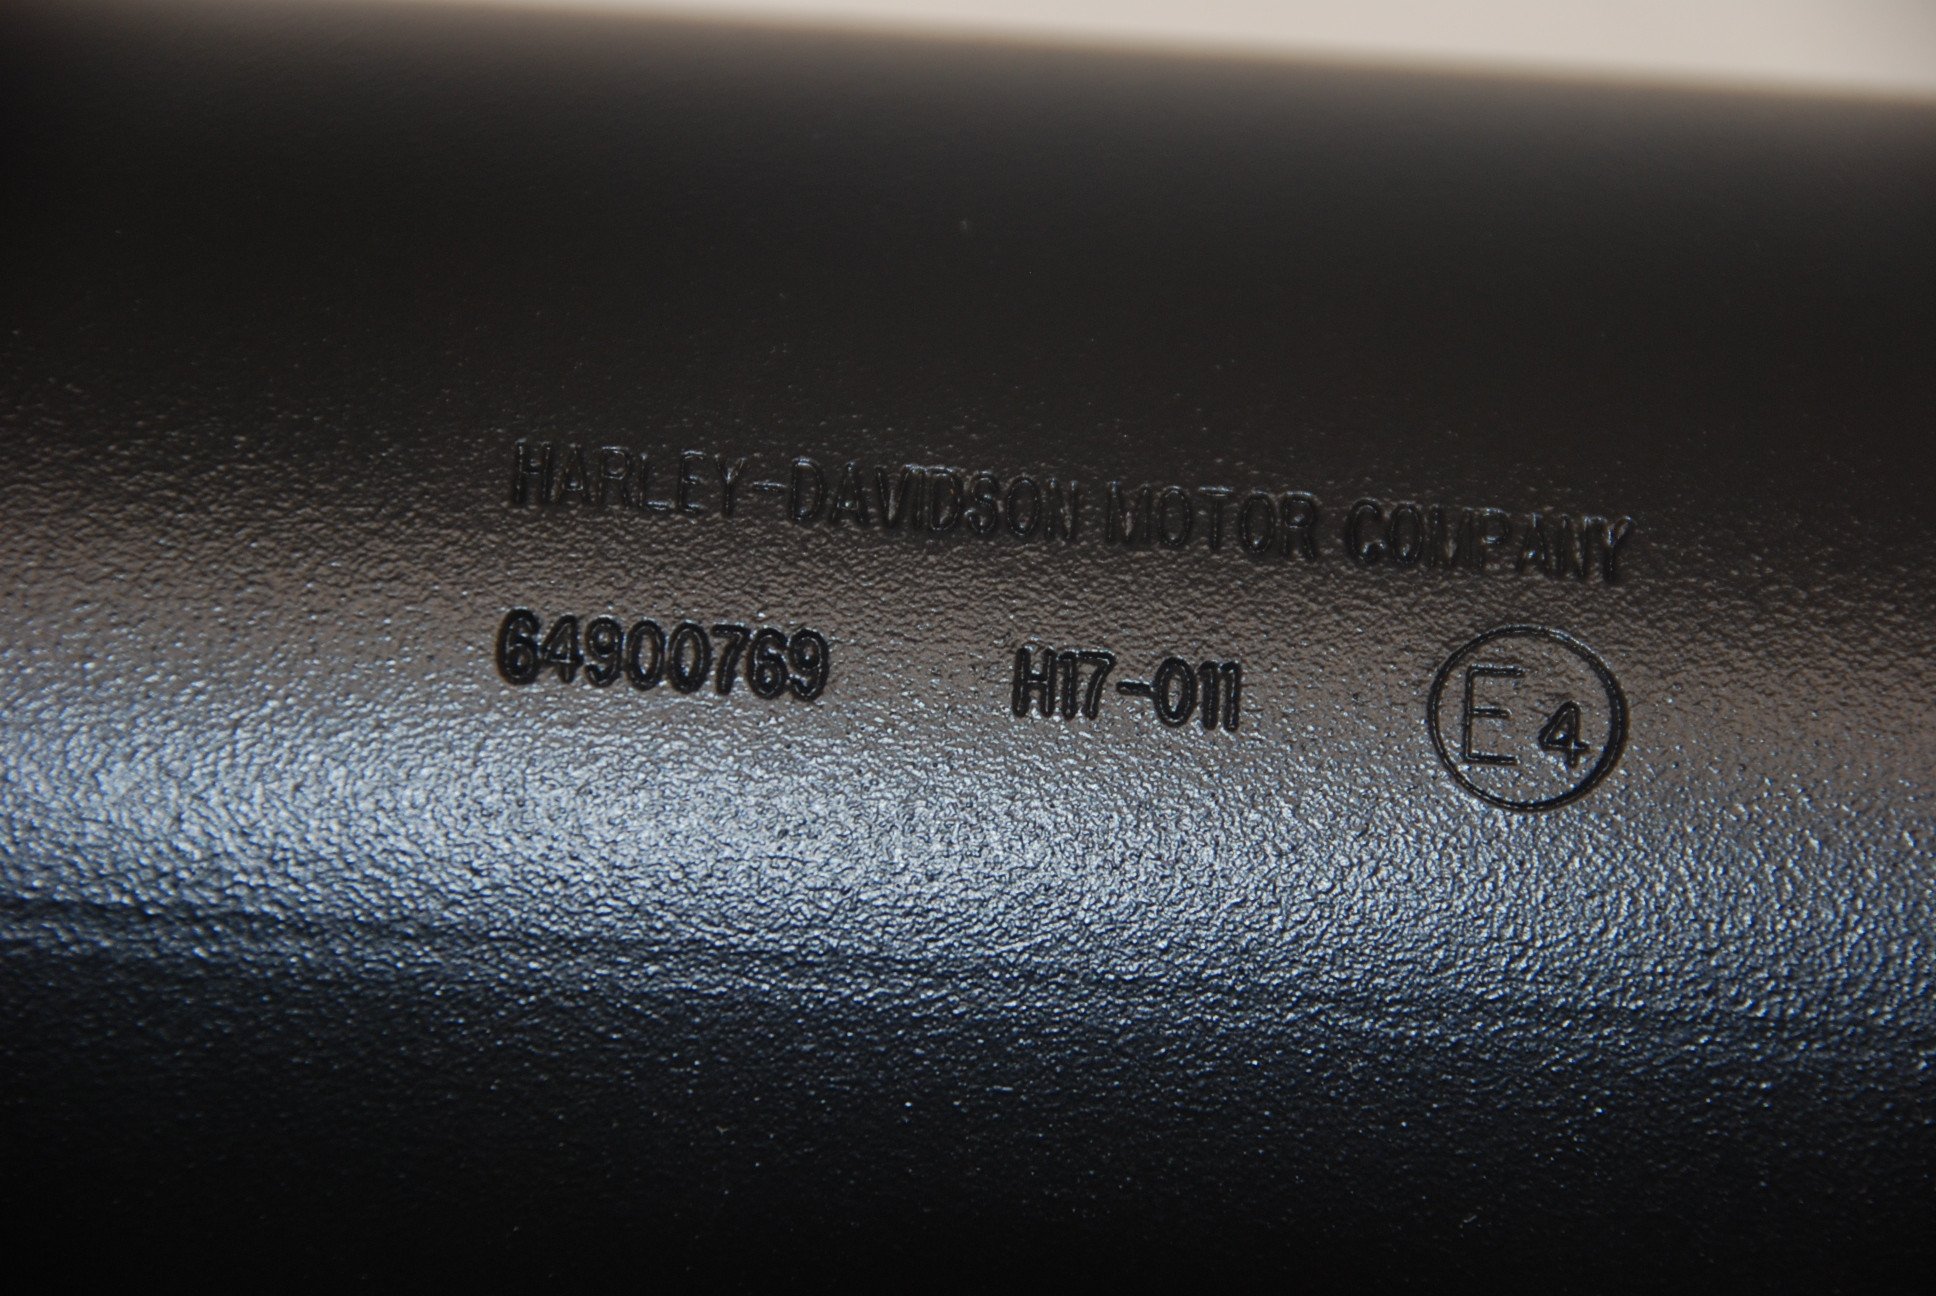 HARLEY-DAVIDSON MOTOR COMPANY
64900769 H17-011 E4